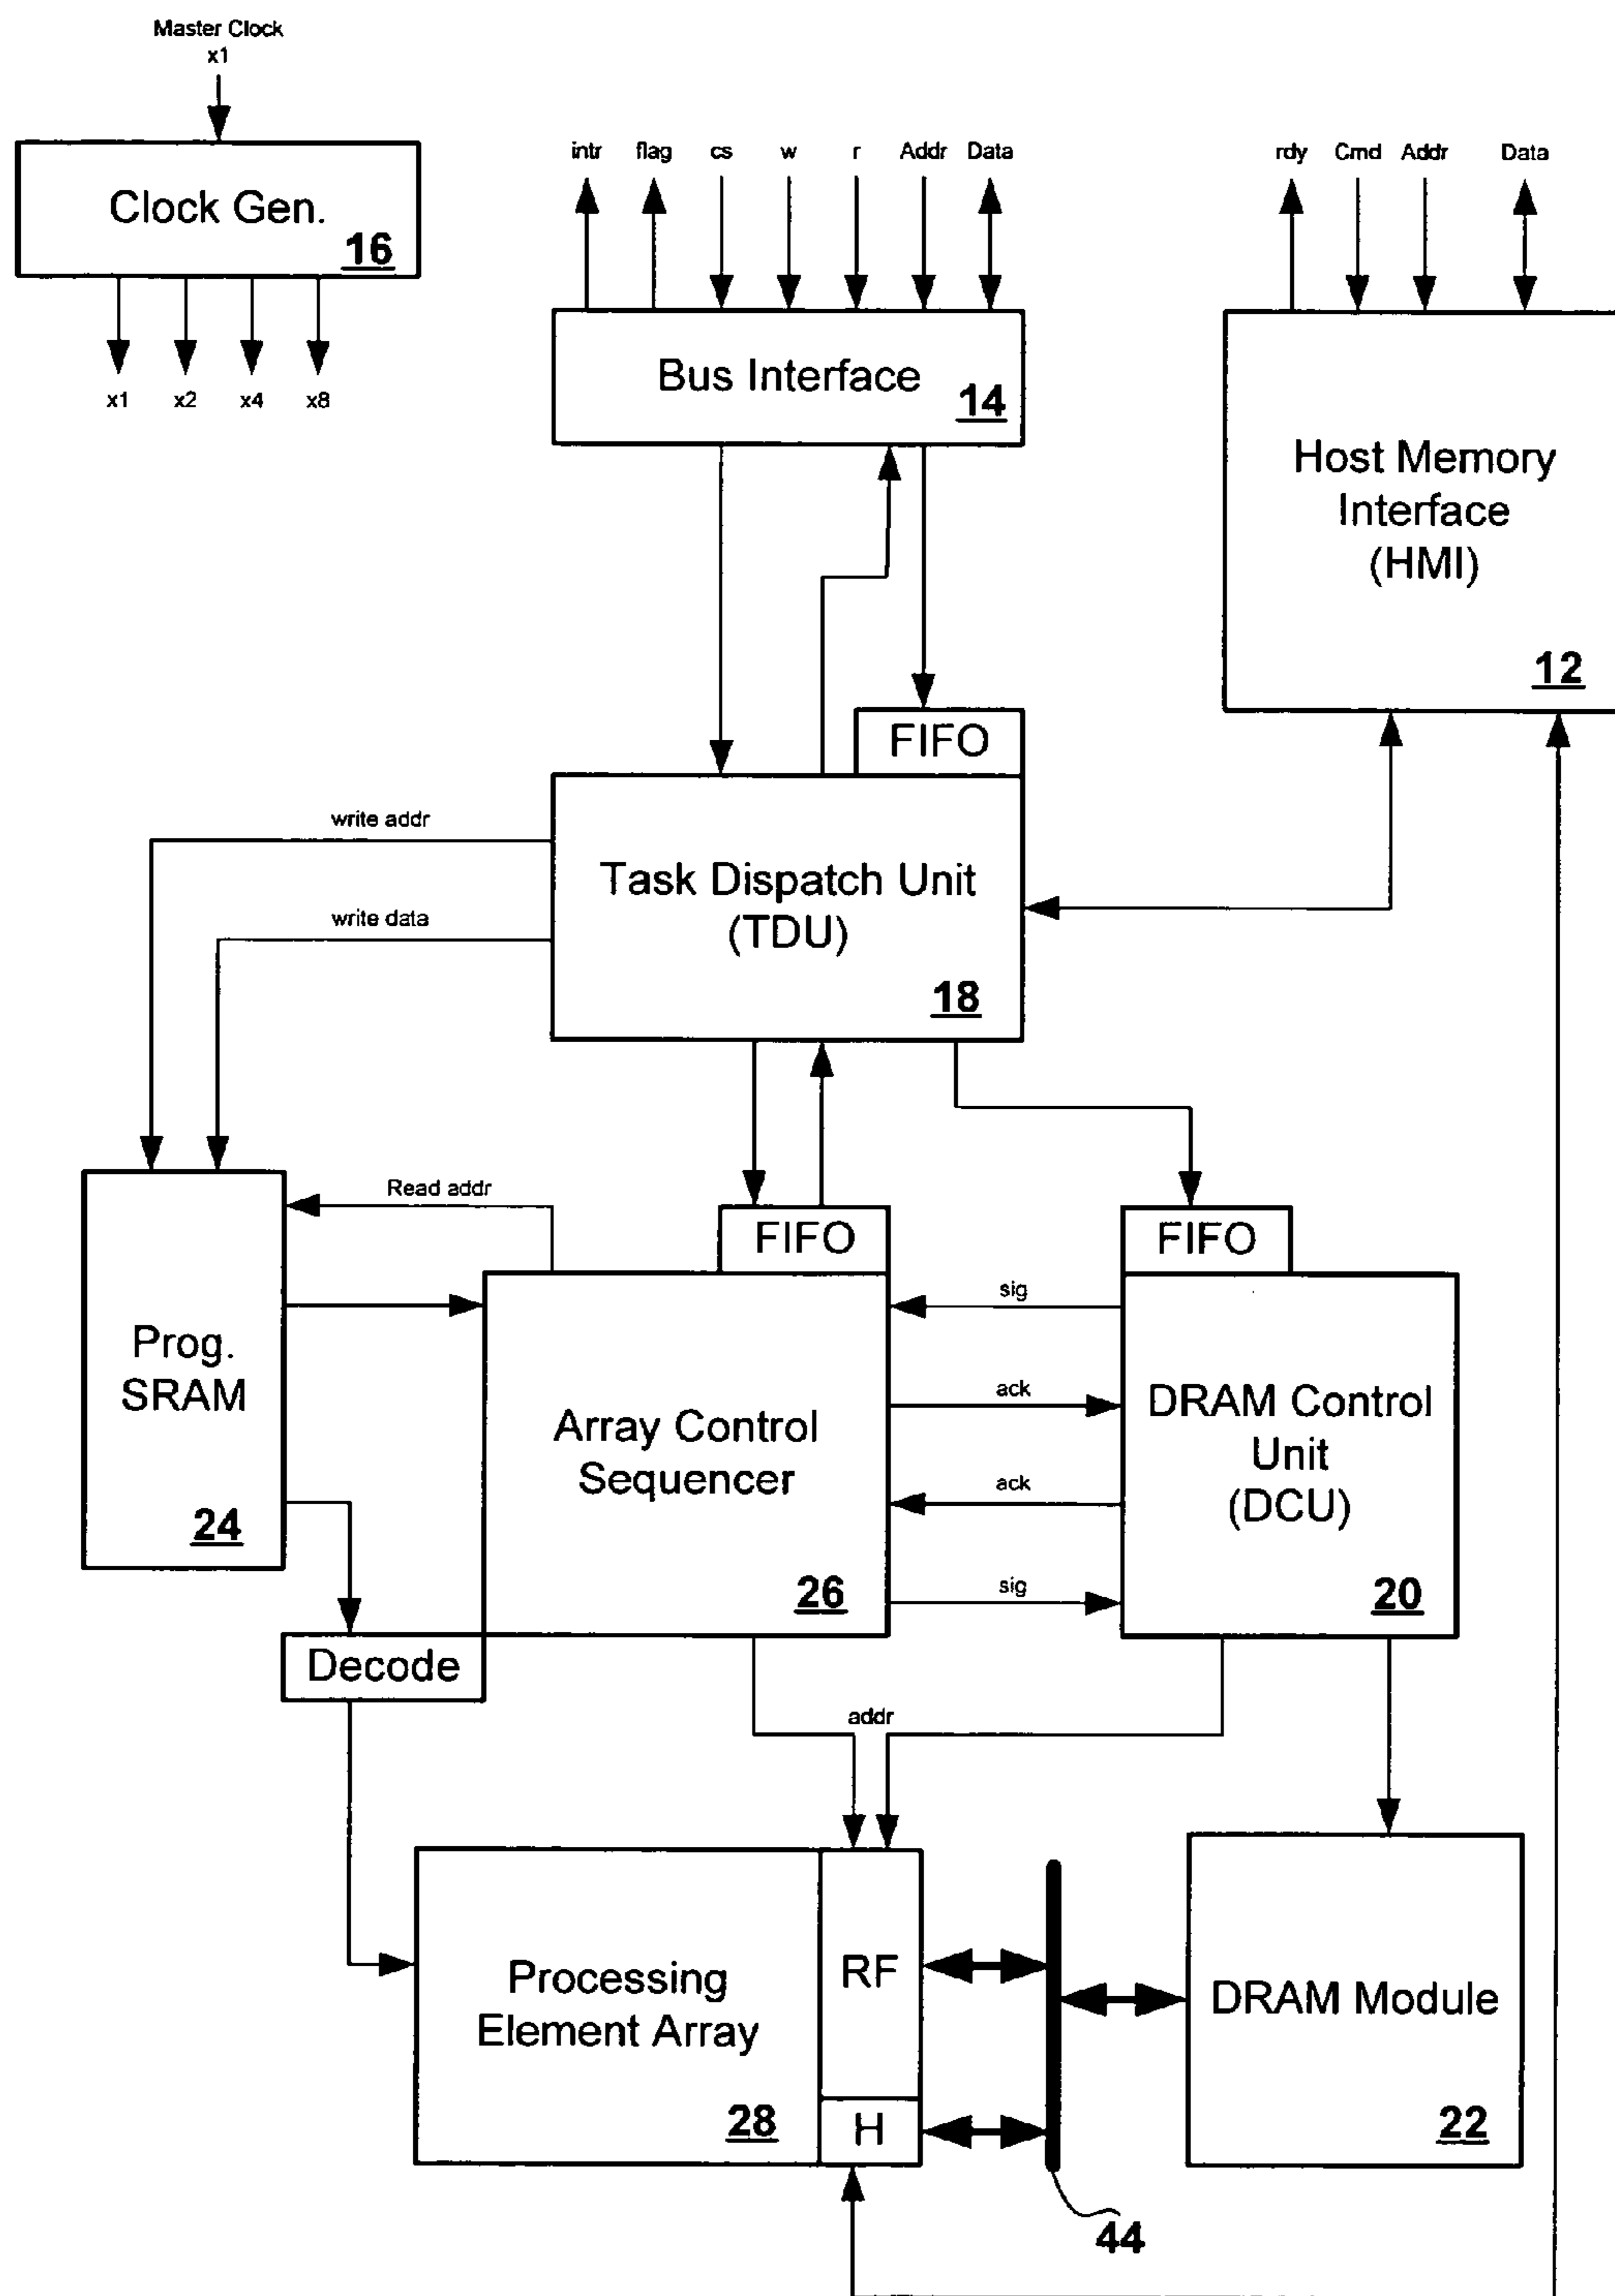 Master Clock
x1
Clock Gen.
16
x1 x2 x4 x8
intr flag cs w r Addr Data
Bus Interface
14
rdy Cmd Addr Data
Host Memory
Interface
(HMI)
12
FIFO
Task Dispatch Unit
(TDU)
18
write addr
write data
Read addr
Prog.
SRAM
24
FIFO
Array Control
Sequencer
26
sig
ack
ack
sig
FIFO
DRAM Control
Unit
(DCU)
20
Decode
addr
Processing
Element Array
28
RF
H
44
DRAM Module
22